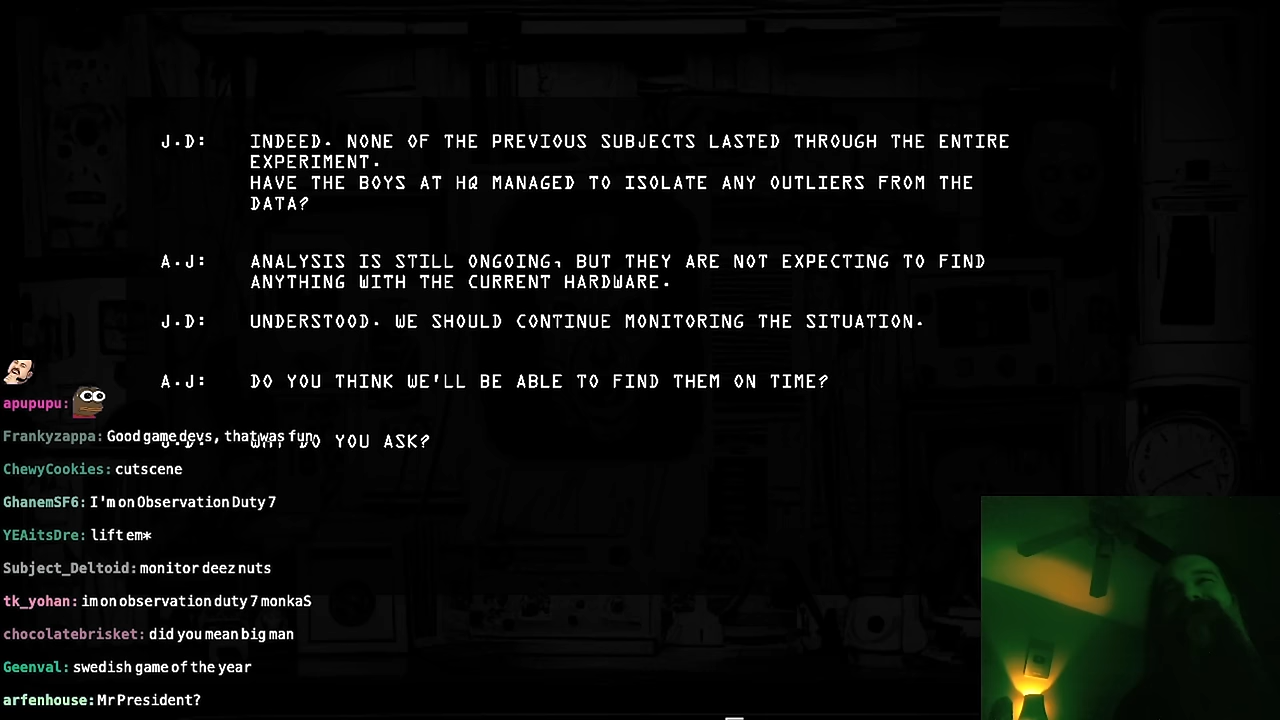 J.D: INDEED. NONE OF THE PREVIOUS SUBJECTS LASTED THROUGH THE ENTIRE
EXPERIMENT.
HAVE THE BOYS AT HQ MANAGED TO ISOLATE ANY OUTLIERS FROM THE
DATA?
A.J: ANALYSIS IS STILL ONGOING, BUT THEY ARE NOT EXPECTING TO FIND
ANYTHING WITH THE CURRENT HARDWARE.
J.D: UNDERSTOOD. WE SHOULD CONTINUE MONITORING THE SITUATION.
A.J: DO YOU THINK WE'LL BE ABLE TO FIND THEM ON TIME?
J.D: WHY DO YOU ASK?
apupupu:
Frankyzappa: Good game devs, that was fun
ChewyCookies: cutscene
GhanemSF6: I'm on Observation Duty 7
YEAitsDre: lift em*
Subject_Deltoid: monitor deez nuts
tk_yohan: im on observation duty 7 monkaS
chocolatebrisket: did you mean big man
Geenval: swedish game of the year
arfenhouse: Mr President?